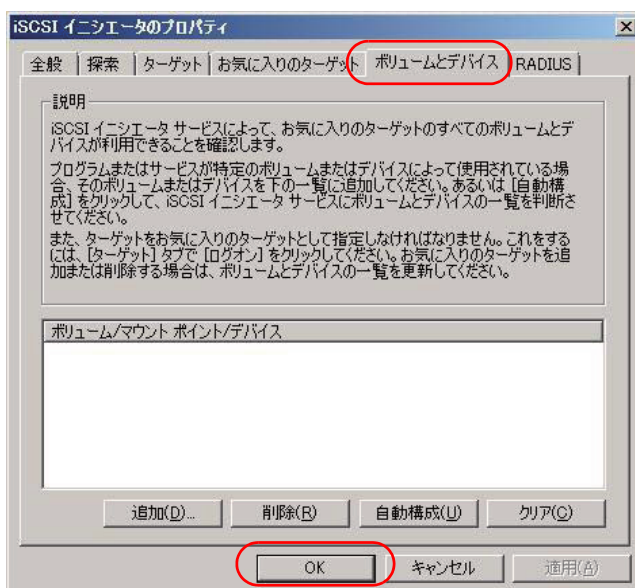 iSCSI イニシエータのプロパティ
全般 探索 ターゲット お気に入りのターゲット ボリュームとデバイス RADIUS
説明
iSCSI イニシエータ サービスによって、お気に入りのターゲットのすべてのボリュームとデ
バイスが利用できることを確認します。
プログラムまたはサービスが特定のボリュームまたはデバイスによって使用されている場
合、そのボリュームまたはデバイスを下の一覧に追加してください。あるいは [自動構
成] をクリックして、iSCSI イニシエータ サービスにボリュームとデバイスの一覧を判断さ
せてください。
また、ターゲットをお気に入りのターゲットとして指定しなければなりません。これをする
には、[ターゲット] タブで [ログオン] をクリックしてください。お気に入りのターゲットを追
加または削除する場合は、ボリュームとデバイスの一覧を更新してください。
ボリューム/マウント ポイント/デバイス
追加(D)... 削除(R) 自動構成(U) クリア(C)
OK キャンセル 適用(A)